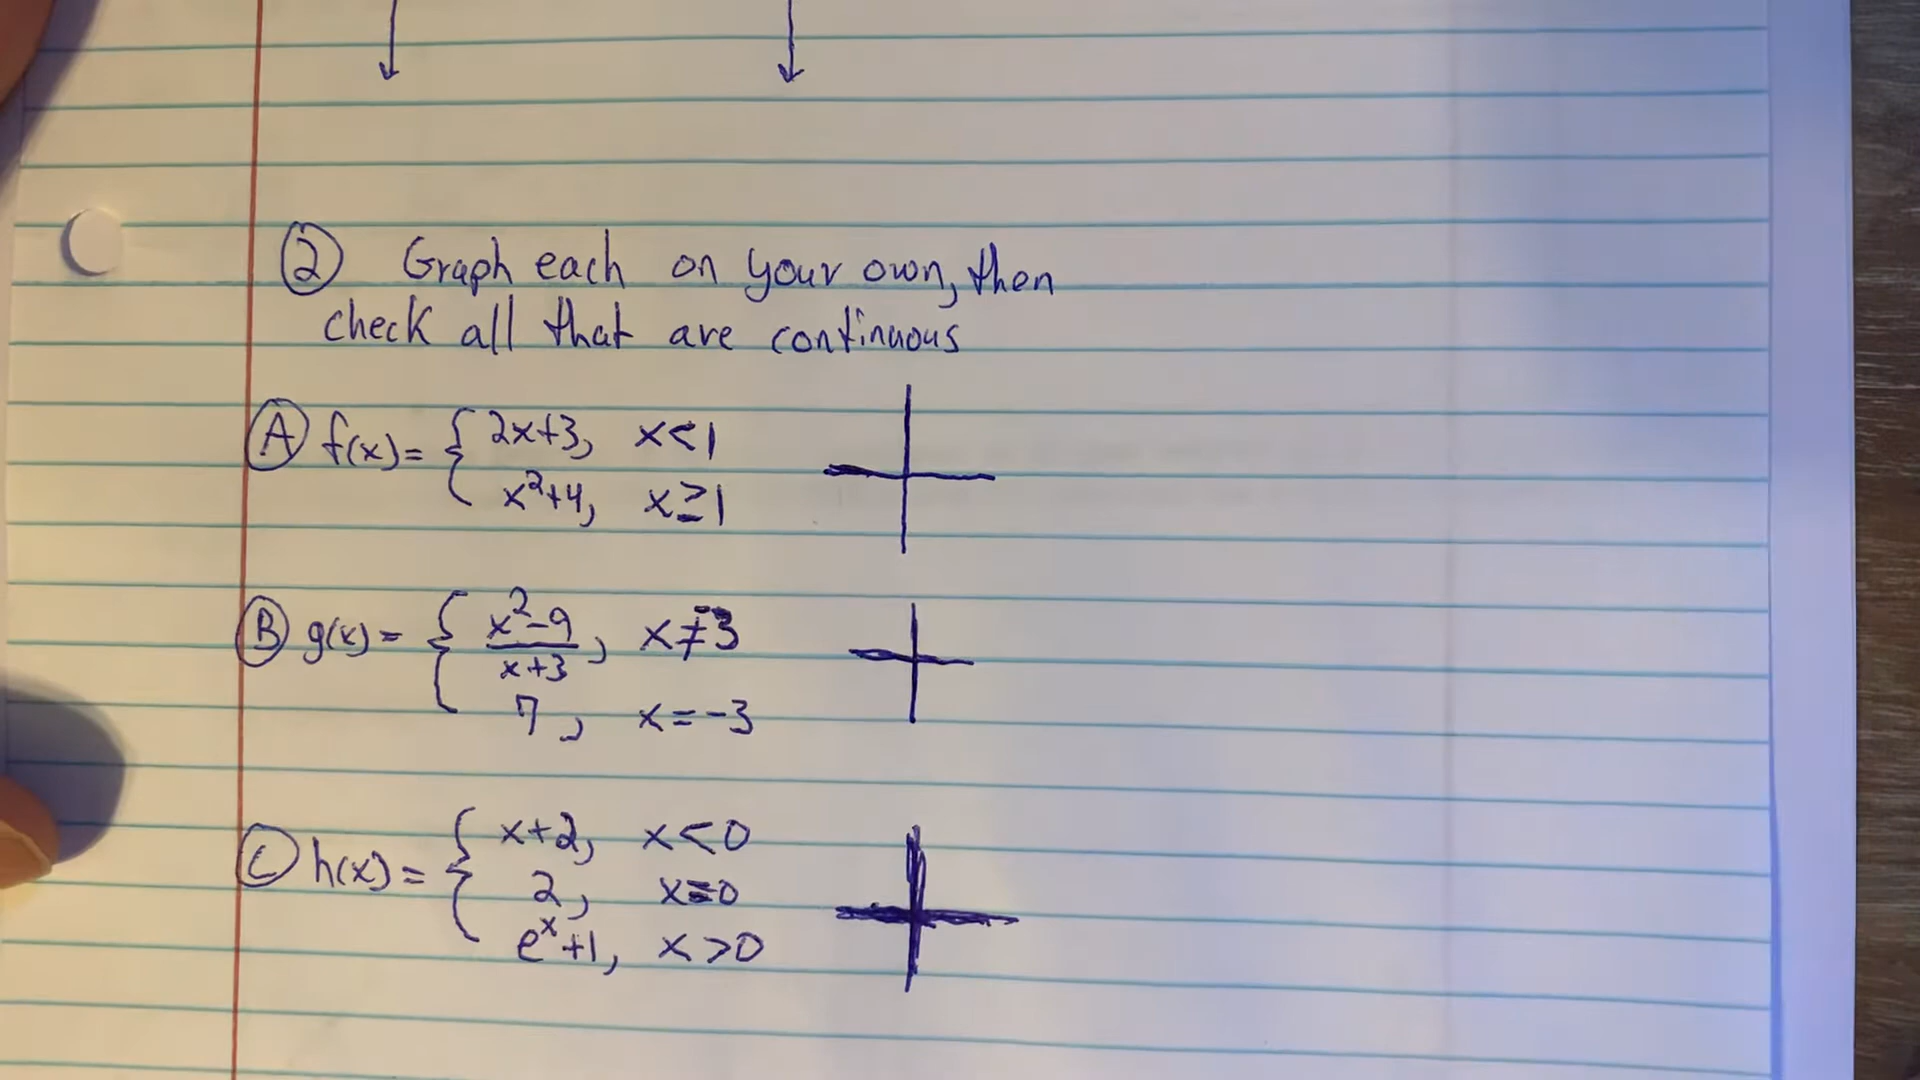 ② Graph each on your own, then
check all that are continuous
Ⓐ f(x) = { 2x+3, x<1
x²+4, x≥1
Ⓑ g(x) = { x²-9 / x+3, x≠-3
7, x=-3
Ⓒ h(x) = { x+2, x<0
2, x=0
eˣ+1, x>0